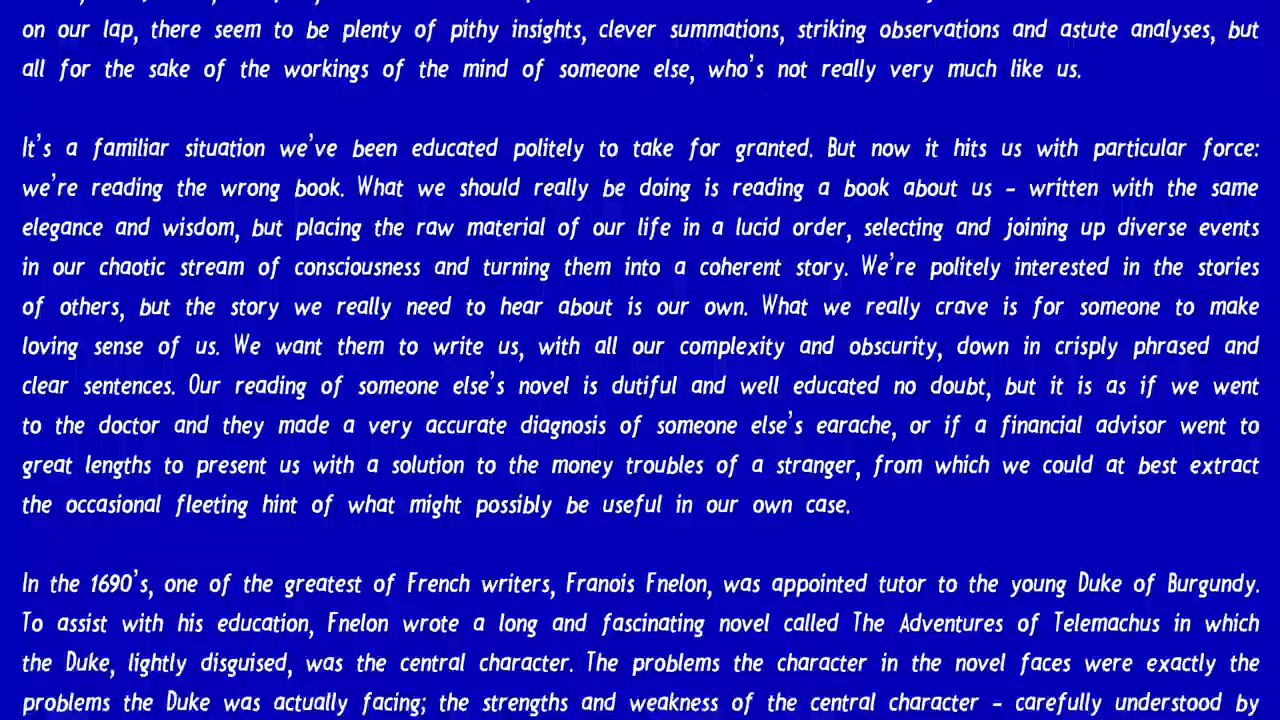 on our lap, there seem to be plenty of pithy insights, clever summations, striking observations and astute analyses, but
all for the sake of the workings of the mind of someone else, who's not really very much like us.
It's a familiar situation we've been educated politely to take for granted. But now it hits us with particular force:
we're reading the wrong book. What we should really be doing is reading a book about us - written with the same
elegance and wisdom, but placing the raw material of our life in a lucid order, selecting and joining up diverse events
in our chaotic stream of consciousness and turning them into a coherent story. We're politely interested in the stories
of others, but the story we really need to hear about is our own. What we really crave is for someone to make
loving sense of us. We want them to write us, with all our complexity and obscurity, down in crisply phrased and
clear sentences. Our reading of someone else's novel is dutiful and well educated no doubt, but it is as if we went
to the doctor and they made a very accurate diagnosis of someone else's earache, or if a financial advisor went to
great lengths to present us with a solution to the money troubles of a stranger, from which we could at best extract
the occasional fleeting hint of what might possibly be useful in our own case.
In the 1690's, one of the greatest of French writers, Franois Fnelon, was appointed tutor to the young Duke of Burgundy.
To assist with his education, Fnelon wrote a long and fascinating novel called The Adventures of Telemachus in which
the Duke, lightly disguised, was the central character. The problems the character in the novel faces were exactly the
problems the Duke was actually facing; the strengths and weakness of the central character - carefully understood by